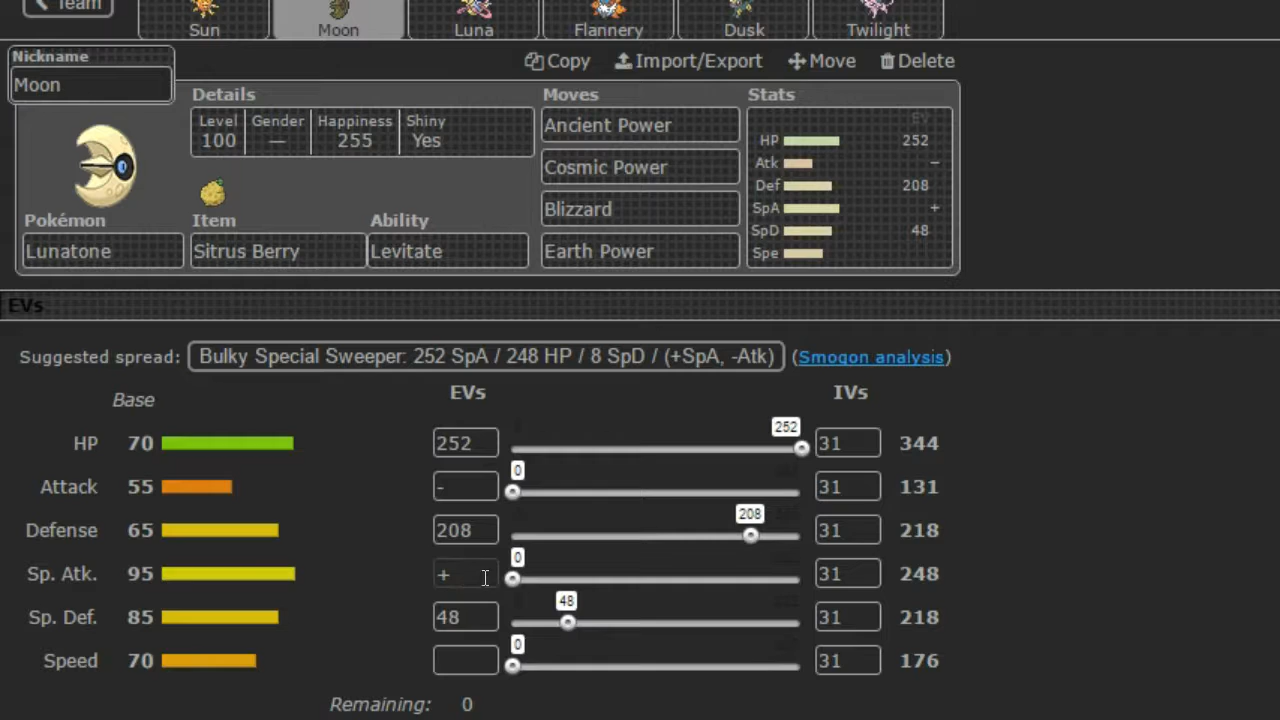 Team
Sun
Moon
Luna
Flannery
Dusk
Twilight
Nickname
Moon
Copy
Import/Export
Move
Delete
Details
Level
100
Gender
—
Happiness
255
Shiny
Yes
Moves
Ancient Power
Cosmic Power
Blizzard
Earth Power
Stats
EV
HP 252
Atk −
Def 208
SpA +
SpD 48
Spe
Pokémon
Lunatone
Item
Sitrus Berry
Ability
Levitate
EVs
Suggested spread: Bulky Special Sweeper: 252 SpA / 248 HP / 8 SpD / (+SpA, -Atk) (Smogon analysis)
Base EVs IVs
HP 70 252 252 31 344
Attack 55 - 0 31 131
Defense 65 208 208 31 218
Sp. Atk. 95 + 0 31 248
Sp. Def. 85 48 48 31 218
Speed 70 0 31 176
Remaining: 0